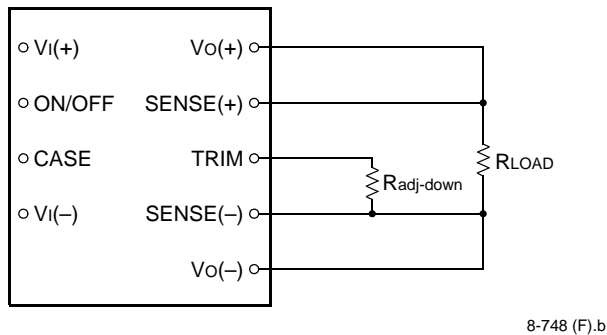 VI(+)
VO(+)
ON/OFF
SENSE(+)
CASE
TRIM
RLOAD
Radj-down
VI(–)
SENSE(–)
VO(–)
8-748 (F).b